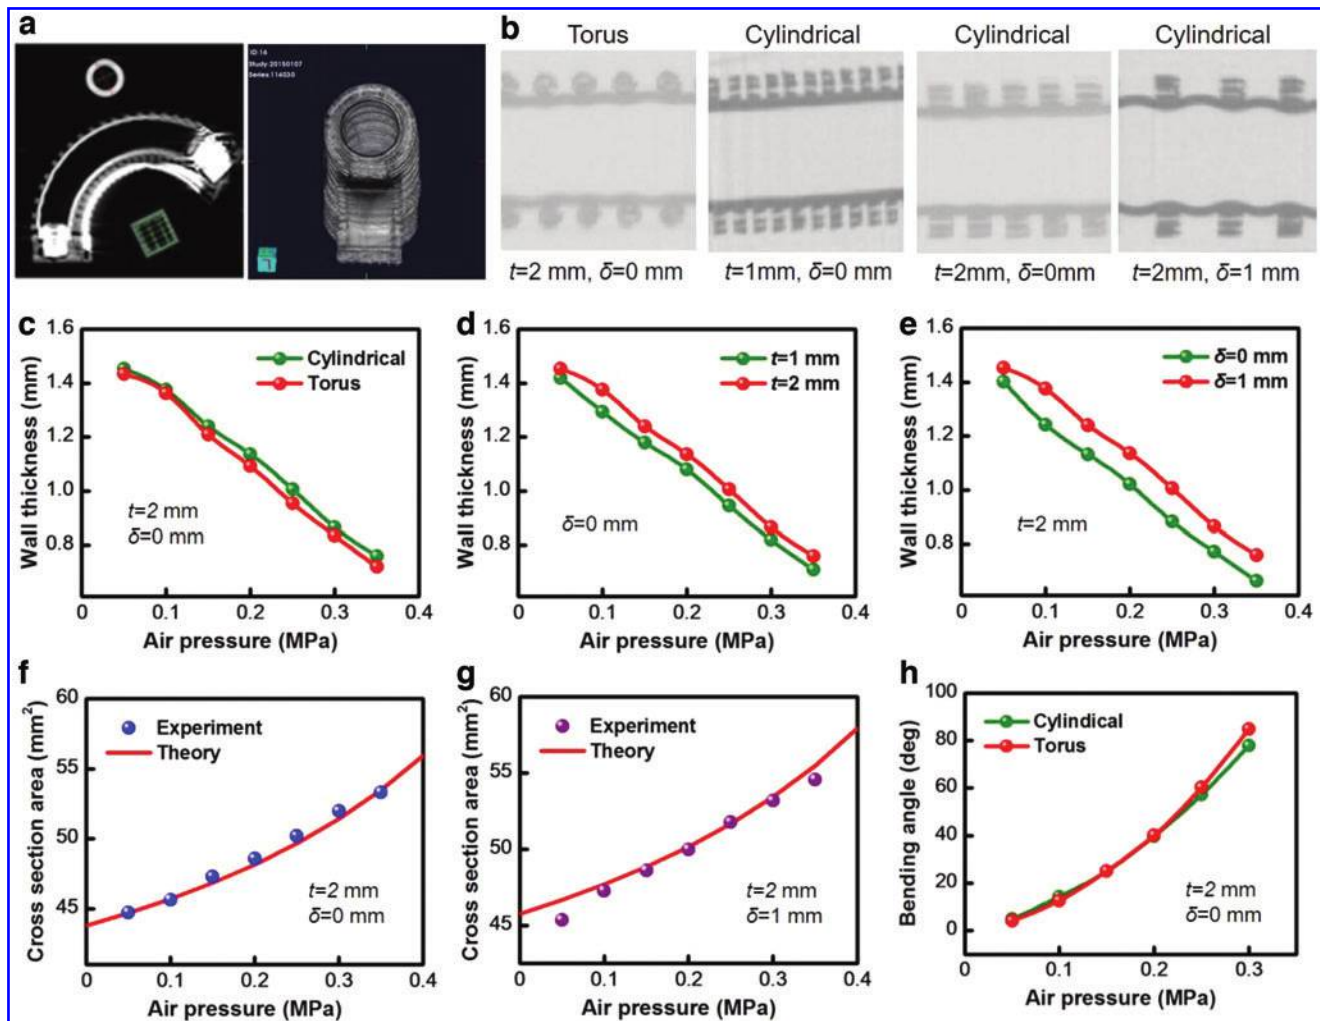 a
ID:16
Study:20150107
Series:114030
b
Torus
Cylindrical
Cylindrical
Cylindrical
t=2 mm, δ=0 mm
t=1mm, δ=0 mm
t=2mm, δ=0mm
t=2mm, δ=1 mm
c
Wall thickness (mm)
1.6
1.4
1.2
1.0
0.8
Cylindrical
Torus
t=2 mm
δ=0 mm
0
0.1
0.2
0.3
0.4
Air pressure (MPa)
d
Wall thickness (mm)
1.6
1.4
1.2
1.0
0.8
t=1 mm
t=2 mm
δ=0 mm
0
0.1
0.2
0.3
0.4
Air pressure (MPa)
e
Wall thickness (mm)
1.6
1.4
1.2
1.0
0.8
δ=0 mm
δ=1 mm
t=2 mm
0
0.1
0.2
0.3
0.4
Air pressure (MPa)
f
Cross section area (mm²)
60
55
50
45
Experiment
Theory
t=2 mm
δ=0 mm
0
0.1
0.2
0.3
0.4
Air pressure (MPa)
g
Cross section area (mm²)
60
55
50
45
Experiment
Theory
t=2 mm
δ=1 mm
0
0.1
0.2
0.3
0.4
Air pressure (MPa)
h
Bending angle (deg)
100
80
60
40
20
0
Cylindical
Torus
t=2 mm
δ=0 mm
0
0.1
0.2
0.3
Air pressure (MPa)